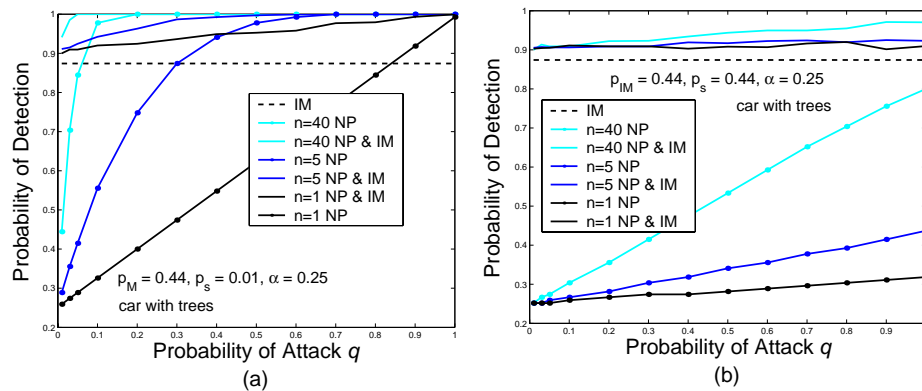 Probability of Detection
1
0.9
0.8
0.7
0.6
0.5
0.4
0.3
0.2
IM
n=40 NP
n=40 NP & IM
n=5 NP
n=5 NP & IM
n=1 NP & IM
n=1 NP
pM = 0.44, ps = 0.01, α = 0.25
car with trees
0 0.1 0.2 0.3 0.4 0.5 0.6 0.7 0.8 0.9 1
Probability of Attack q
(a)
Probability of Detection
1
0.9
0.8
0.7
0.6
0.5
0.4
0.3
0.2
pIM = 0.44, ps = 0.44, α = 0.25
car with trees
IM
n=40 NP
n=40 NP & IM
n=5 NP
n=5 NP & IM
n=1 NP
n=1 NP & IM
0 0.1 0.2 0.3 0.4 0.5 0.6 0.7 0.8 0.9
Probability of Attack q
(b)